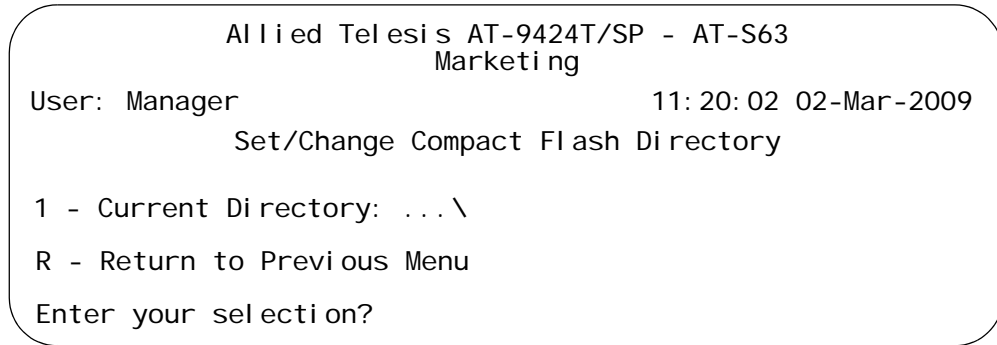 Allied Telesis AT-9424T/SP - AT-S63
Marketing
User: Manager 11:20:02 02-Mar-2009
Set/Change Compact Flash Directory
1 - Current Directory: ...\
R - Return to Previous Menu
Enter your selection?